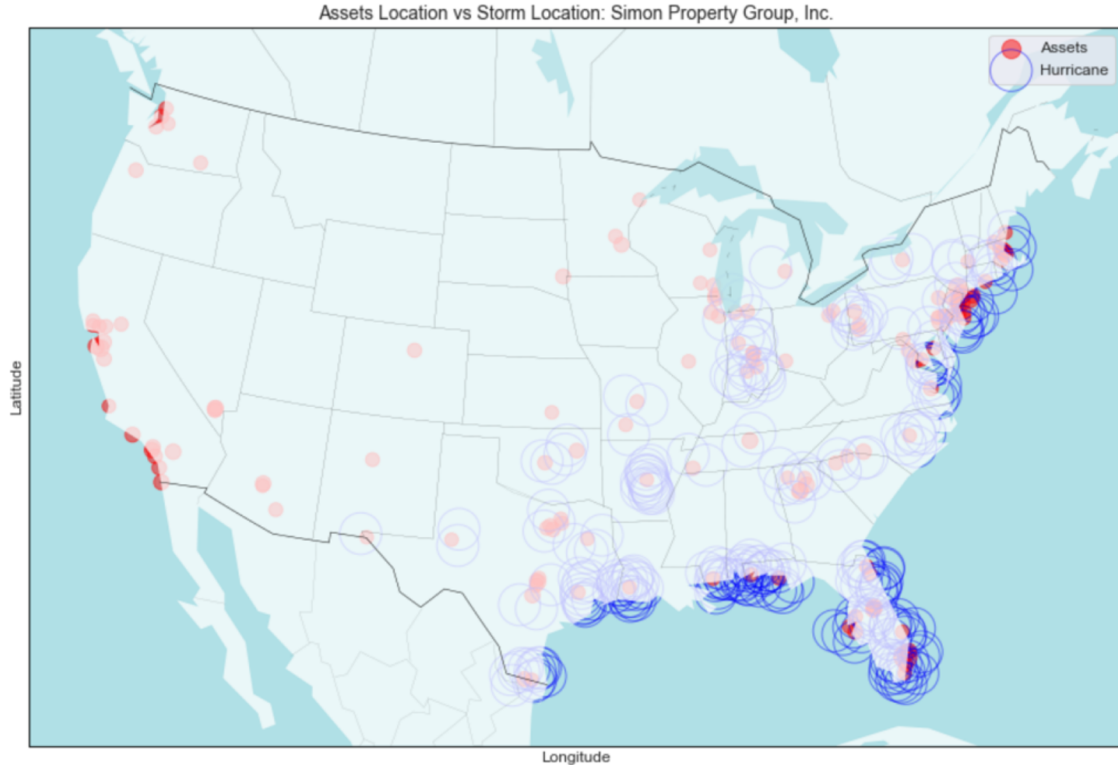 Assets Location vs Storm Location: Simon Property Group, Inc.
Assets
Hurricane
Latitude
Longitude